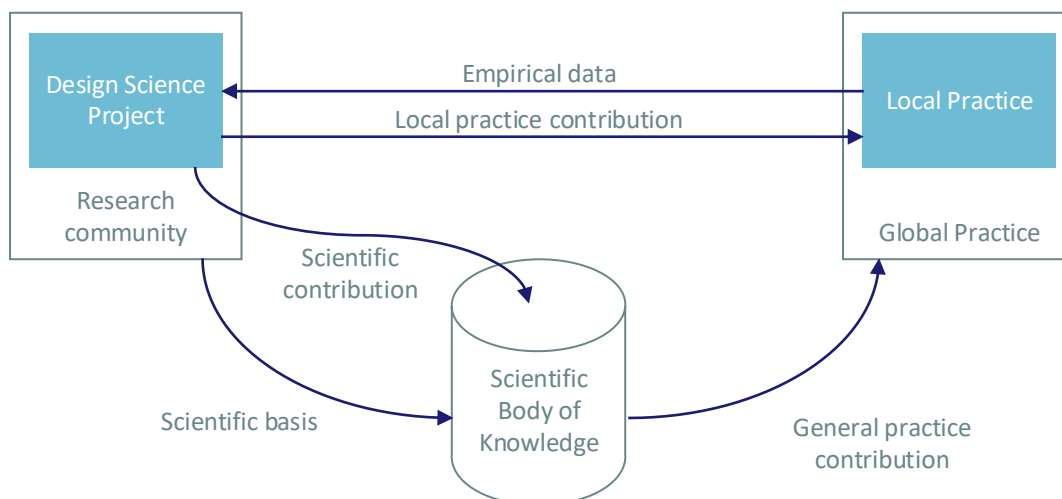 Design Science
Project
Research
community
Empirical data
Local practice contribution
Local Practice
Global Practice
Scientific
contribution
Scientific basis
Scientific
Body of
Knowledge
General practice
contribution